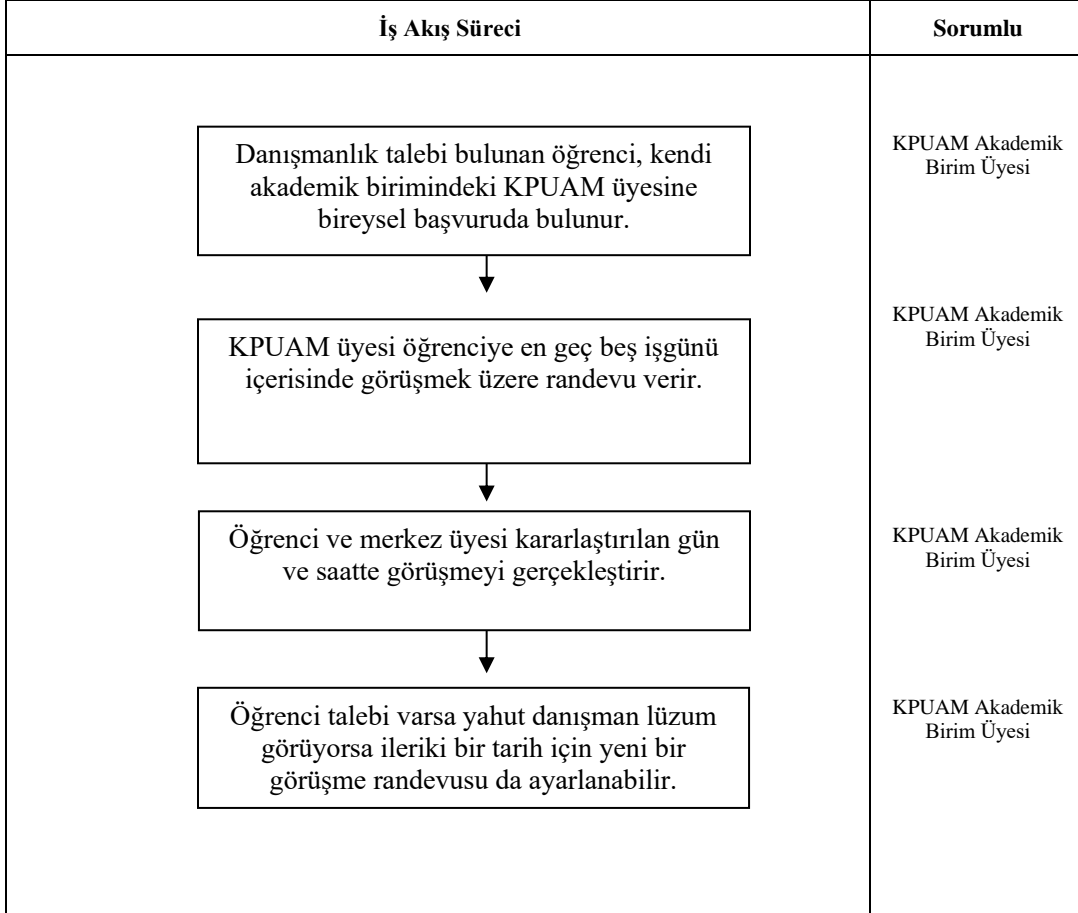 İş Akış Süreci
Sorumlu
Danışmanlık talebi bulunan öğrenci, kendi
akademik birimindeki KPUAM üyesine
bireysel başvuruda bulunur.
KPUAM Akademik
Birim Üyesi
KPUAM üyesi öğrenciye en geç beş işgünü
içerisinde görüşmek üzere randevu verir.
KPUAM Akademik
Birim Üyesi
Öğrenci ve merkez üyesi kararlaştırılan gün
ve saatte görüşmeyi gerçekleştirir.
KPUAM Akademik
Birim Üyesi
Öğrenci talebi varsa yahut danışman lüzum
görüyorsa ileriki bir tarih için yeni bir
görüşme randevusu da ayarlanabilir.
KPUAM Akademik
Birim Üyesi